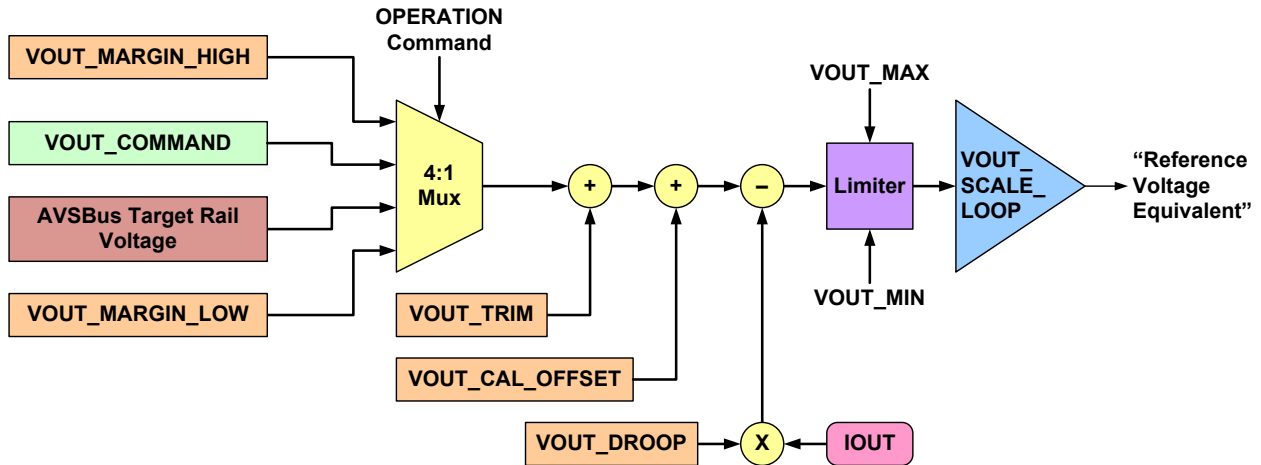 OPERATION
Command
VOUT_MARGIN_HIGH
VOUT_COMMAND
AVSBus Target Rail
Voltage
VOUT_MARGIN_LOW
4:1
Mux
+
+
−
VOUT_TRIM
VOUT_CAL_OFFSET
VOUT_DROOP
X
IOUT
VOUT_MAX
Limiter
VOUT_MIN
VOUT_
SCALE_
LOOP
“Reference
Voltage
Equivalent”